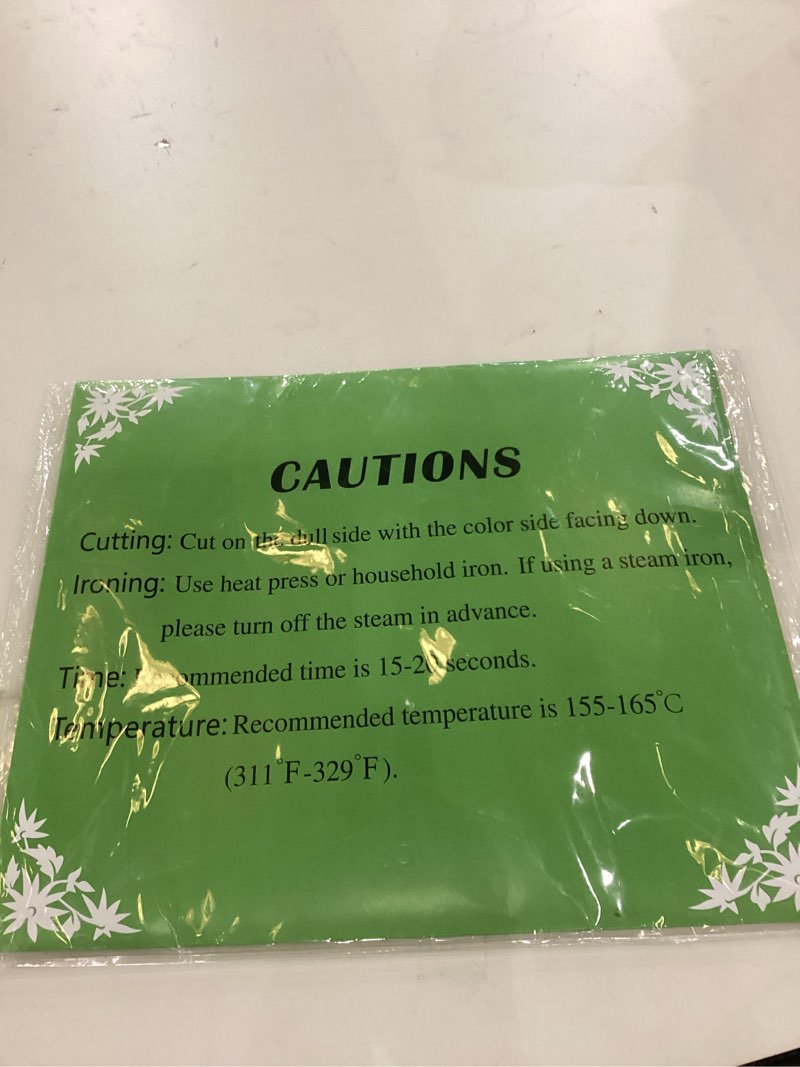 CAUTIONS
Cutting: Cut on the dull side with the color side facing down.
Ironing: Use heat press or household iron. If using a steam iron,
please turn off the steam in advance.
Time: Recommended time is 15-20 seconds.
Temperature: Recommended temperature is 155-165°C
(311°F-329°F).